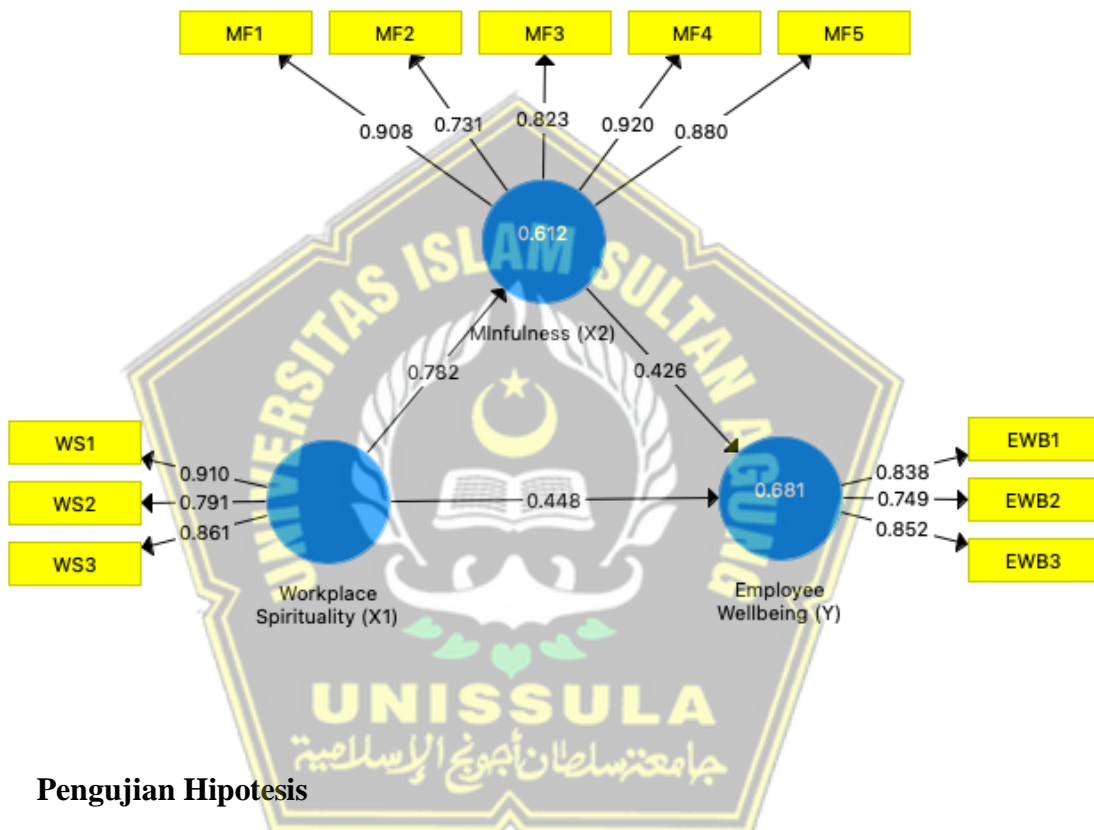 MF1 MF2 MF3 MF4 MF5
0.908 0.731 0.823 0.920 0.880
0.612
MInfulness (X2)
0.782 0.426
WS1
WS2
WS3
0.910
0.791
0.861
0.448
Workplace
Spirituality (X1)
0.681
Employee
Wellbeing (Y)
0.838
0.749
0.852
EWB1
EWB2
EWB3
UNIVERSITAS ISLAM SULTAN AGUNG
UNISSULA
جامعة سلطان أجونج الإسلامية
Pengujian Hipotesis